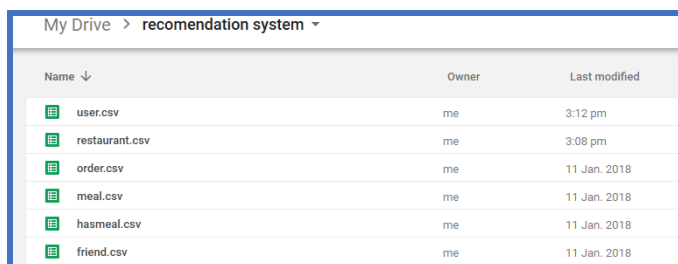 My Drive > recomendation system
Name Owner Last modified
user.csv me 3:12 pm
restaurant.csv me 3:08 pm
order.csv me 11 Jan. 2018
meal.csv me 11 Jan. 2018
hasmeal.csv me 11 Jan. 2018
friend.csv me 11 Jan. 2018